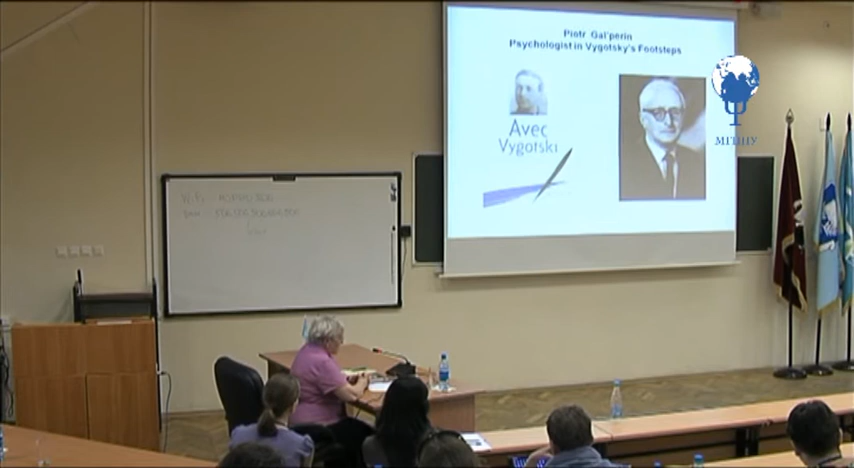 Piotr Gal'perin
Psychologist in Vygotsky's Footsteps
Avec
Vygotski
МГППУ